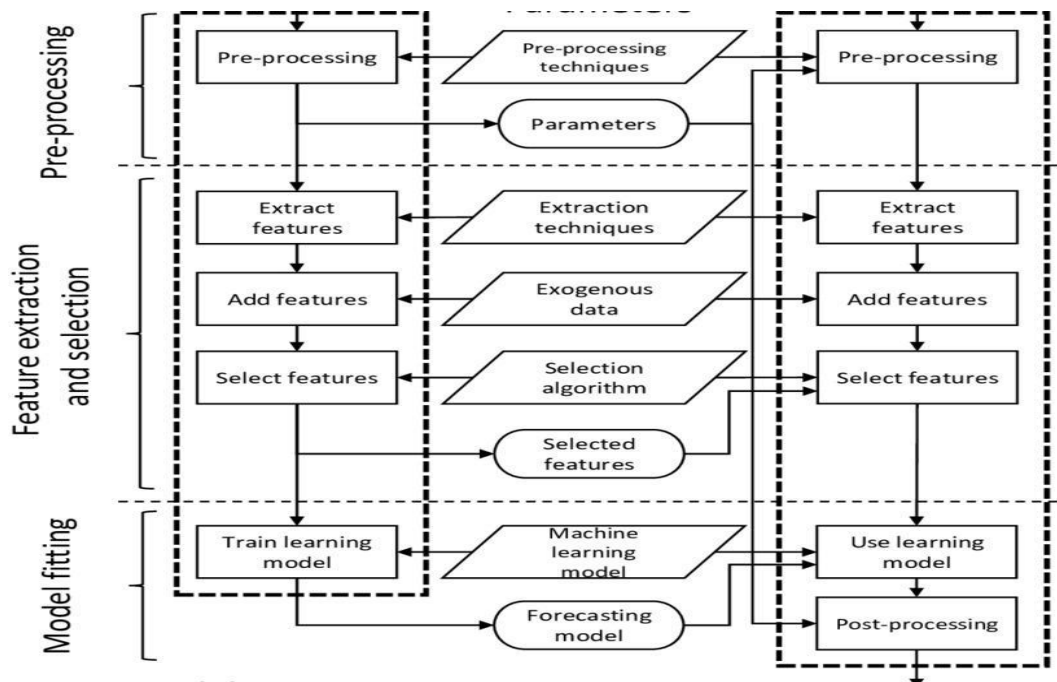 Parameters
Pre-processing
Pre-processing
Pre-processing
techniques
Pre-processing
Parameters
Feature extraction
and selection
Extract
features
Extraction
techniques
Extract
features
Add features
Exogenous
data
Add features
Select features
Selection
algorithm
Select features
Selected
features
Model fitting
Train learning
model
Machine
learning
model
Use learning
model
Forecasting
model
Post-processing